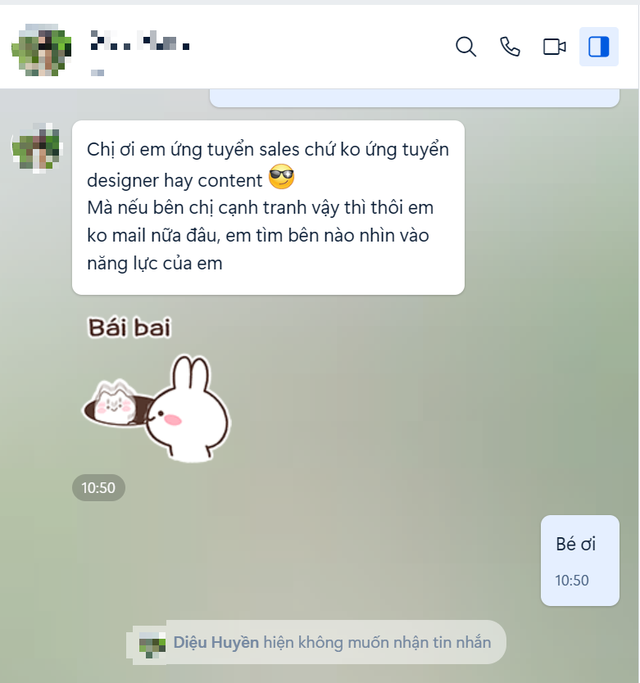 Chị ơi em ứng tuyển sales chứ ko ứng tuyển
designer hay content 😎
Mà nếu bên chị cạnh tranh vậy thì thôi em
ko mail nữa đâu, em tìm bên nào nhìn vào
năng lực của em
Bái bai
10:50
Bé ơi
10:50
Diệu Huyền hiện không muốn nhận tin nhắn